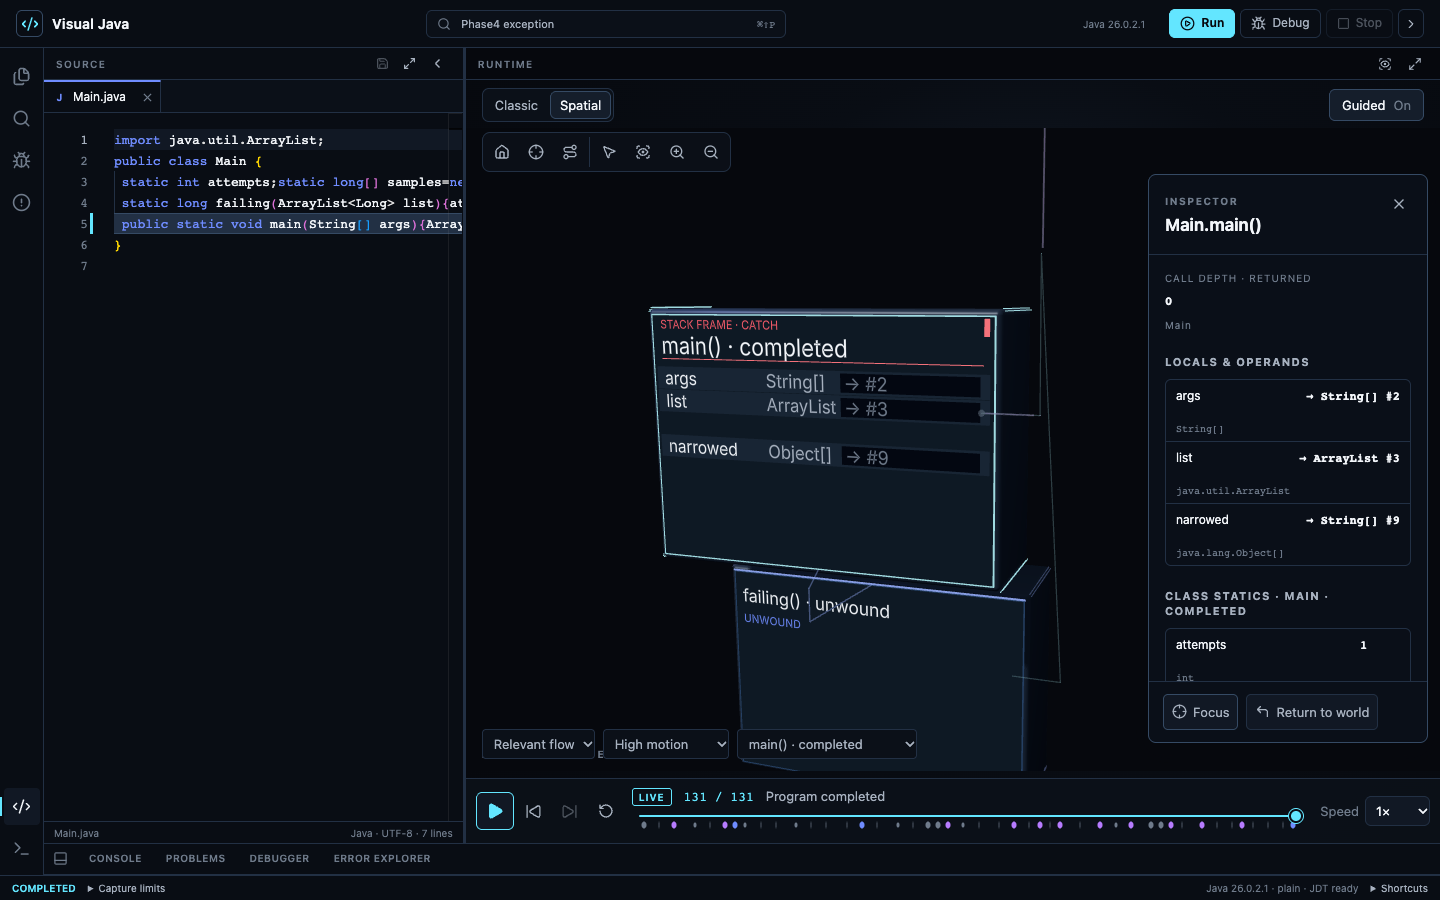 Visual Java
Phase4 exception
⌘⇧P
Java 26.0.2.1
Run
Debug
Stop
SOURCE
RUNTIME
J Main.java
Classic
Spatial
Guided On
1 import java.util.ArrayList;
2 public class Main {
3 static int attempts;static long[] samples=ne
4 static long failing(ArrayList<Long> list){at
5 public static void main(String[] args){Array
6 }
7
STACK FRAME · CATCH
main() · completed
args String[] → #2
list ArrayList → #3
narrowed Object[] → #9
failing() · unwound
UNWOUND
INSPECTOR
Main.main()
CALL DEPTH · RETURNED
0
Main
LOCALS & OPERANDS
args → String[] #2
String[]
list → ArrayList #3
java.util.ArrayList
narrowed → String[] #9
java.lang.Object[]
CLASS STATICS · MAIN ·
COMPLETED
attempts 1
int
Focus
Return to world
Relevant flow
E
High motion
main() · completed
LIVE 131 / 131 Program completed
Speed 1×
Main.java
Java · UTF-8 · 7 lines
CONSOLE
PROBLEMS
DEBUGGER
ERROR EXPLORER
COMPLETED
Capture limits
Java 26.0.2.1 · plain · JDT ready
Shortcuts